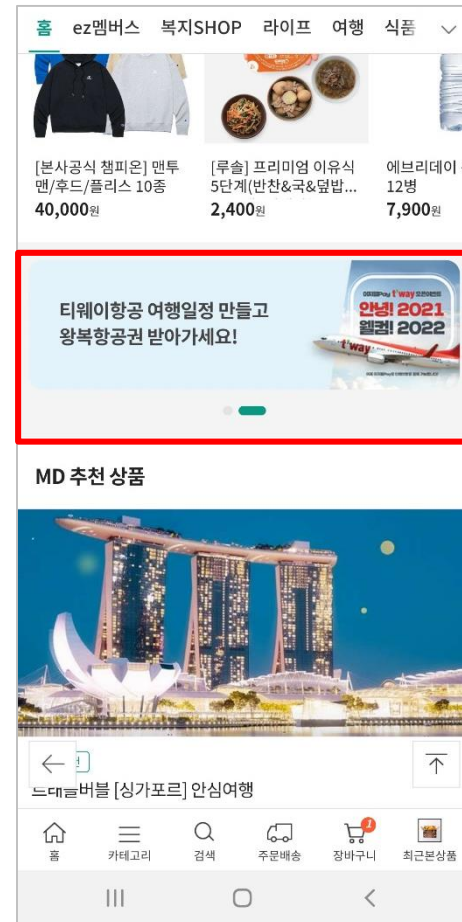 홈 ez멤버스 복지SHOP 라이프 여행 식품
[본사공식 챔피온] 맨투
맨/후드/플리스 10종
40,000원
[루솔] 프리미엄 이유식
5단계(반찬&국&덮밥...
2,400원
에브리데이
12병
7,900원
티웨이항공 여행일정 만들고
왕복항공권 받아가세요!
t'way
안녕! 2021
웰컴! 2022
t'way
MD 추천 상품
트래블버블 [싱가포르] 안심여행
홈
카테고리
검색
주문배송
1
장바구니
최근본상품